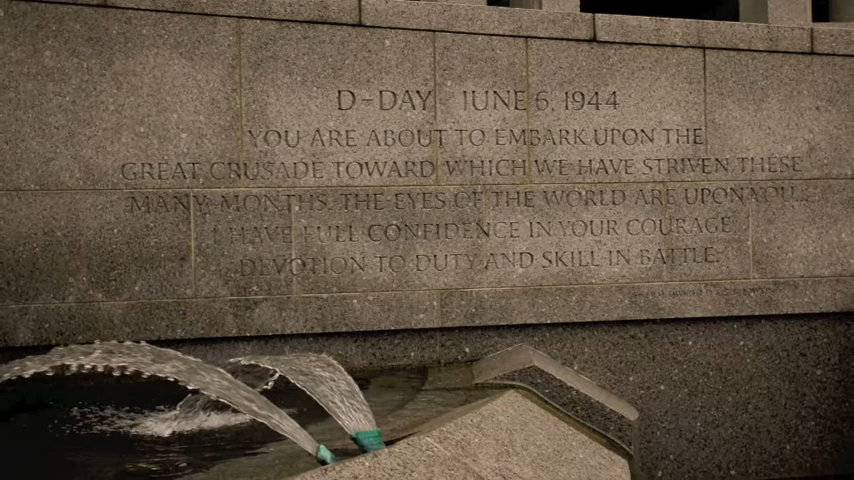 D-DAY JUNE 6, 1944
YOU ARE ABOUT TO EMBARK UPON THE
GREAT CRUSADE TOWARD WHICH WE HAVE STRIVEN THESE
MANY MONTHS. THE EYES OF THE WORLD ARE UPON YOU...
I HAVE FULL CONFIDENCE IN YOUR COURAGE,
DEVOTION TO DUTY AND SKILL IN BATTLE.